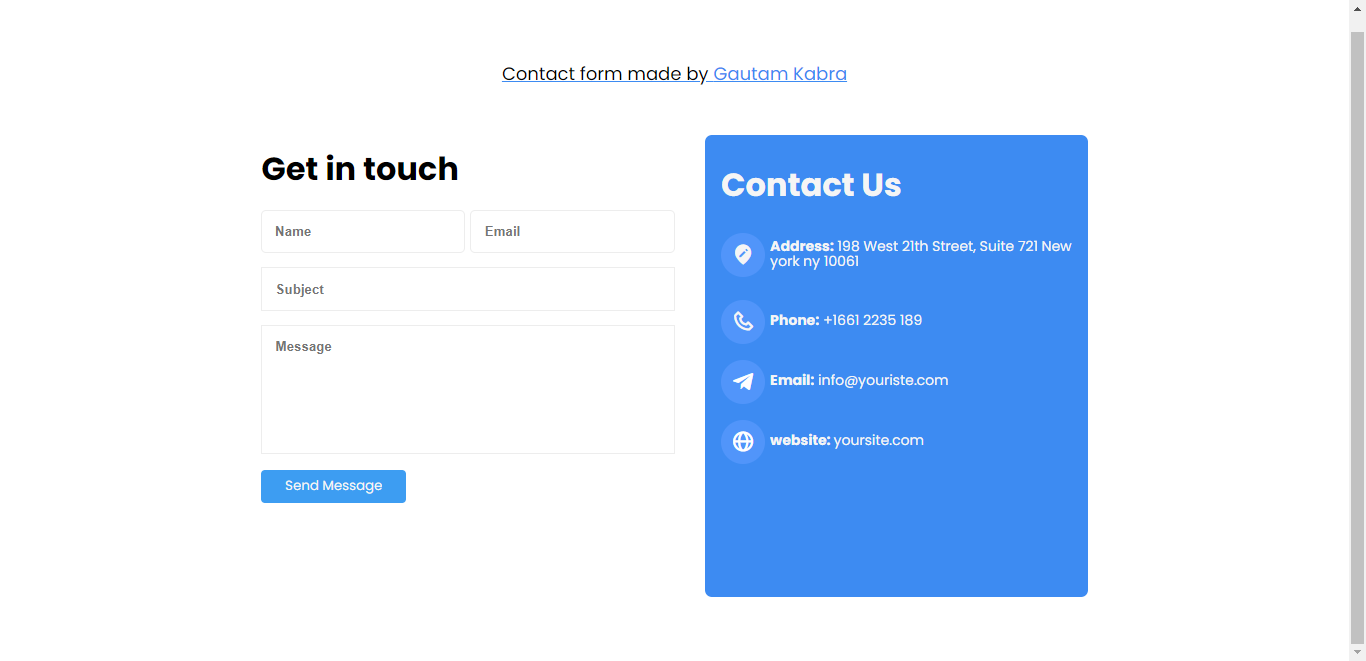 Contact form made by Gautam Kabra
Get in touch
Name
Email
Subject
Message
Send Message
Contact Us
Address: 198 West 21th Street, Suite 721 New
york ny 10061
Phone: +1661 2235 189
Email: info@youriste.com
website: yoursite.com